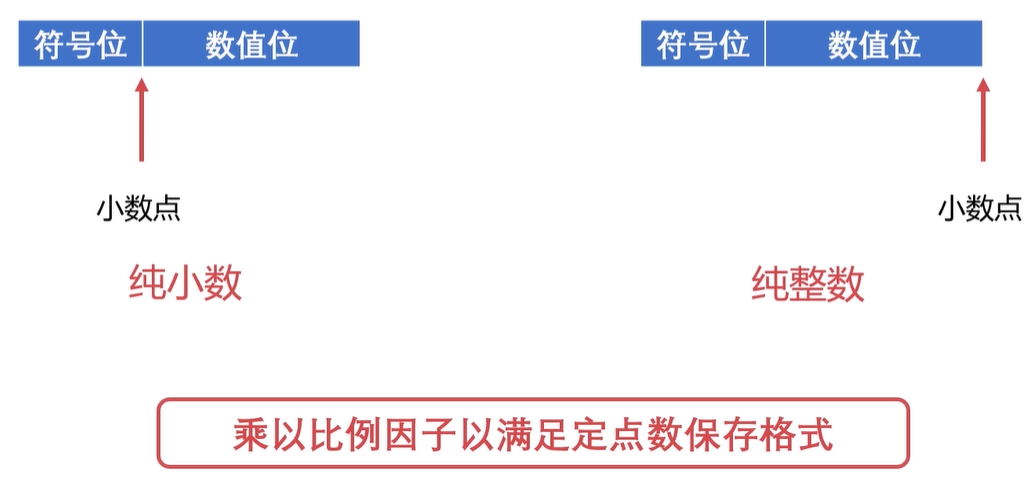 符号位 数值位 符号位 数值位
小数点 小数点
纯小数 纯整数
乘以比例因子以满足定点数保存格式